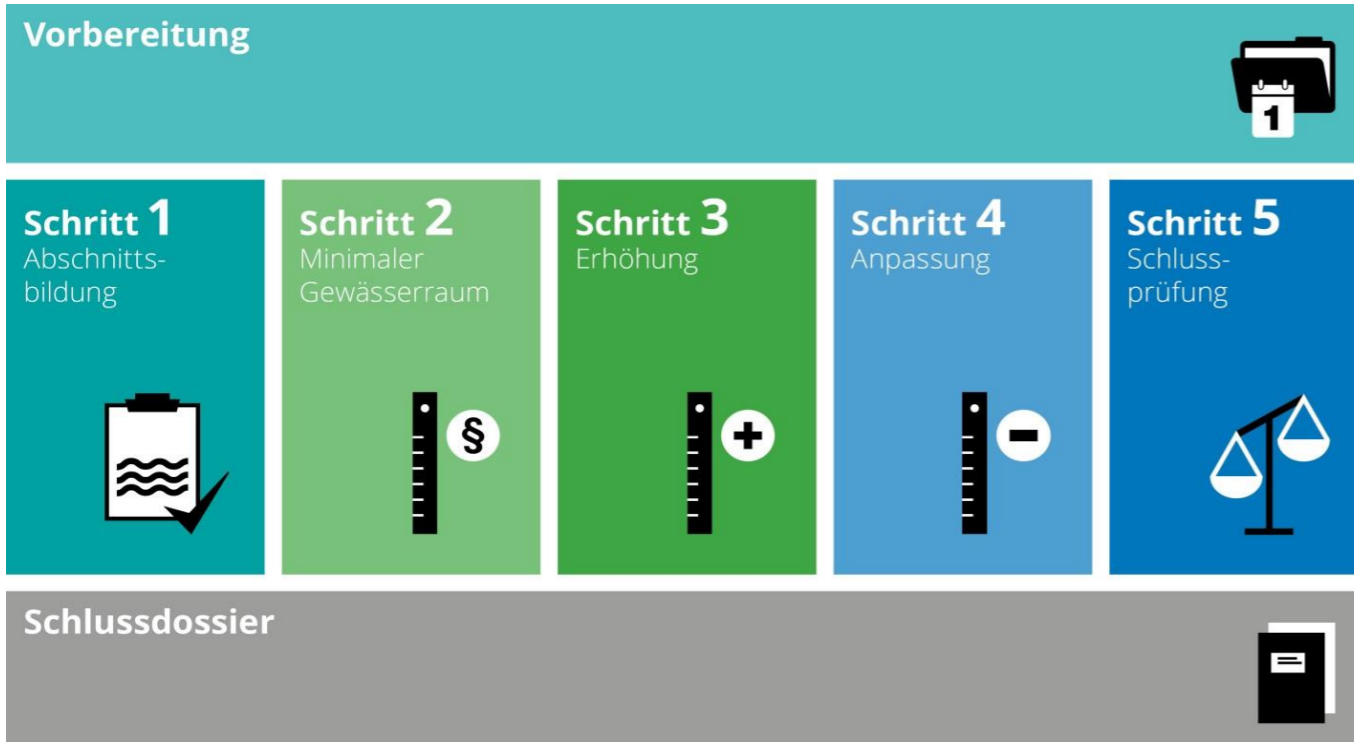 Vorbereitung
1
Schritt 1
Abschnitts-
bildung
Schritt 2
Minimaler
Gewässerraum
§
Schritt 3
Erhöhung
+
Schritt 4
Anpassung
-
Schritt 5
Schluss-
prüfung
Schlussdossier